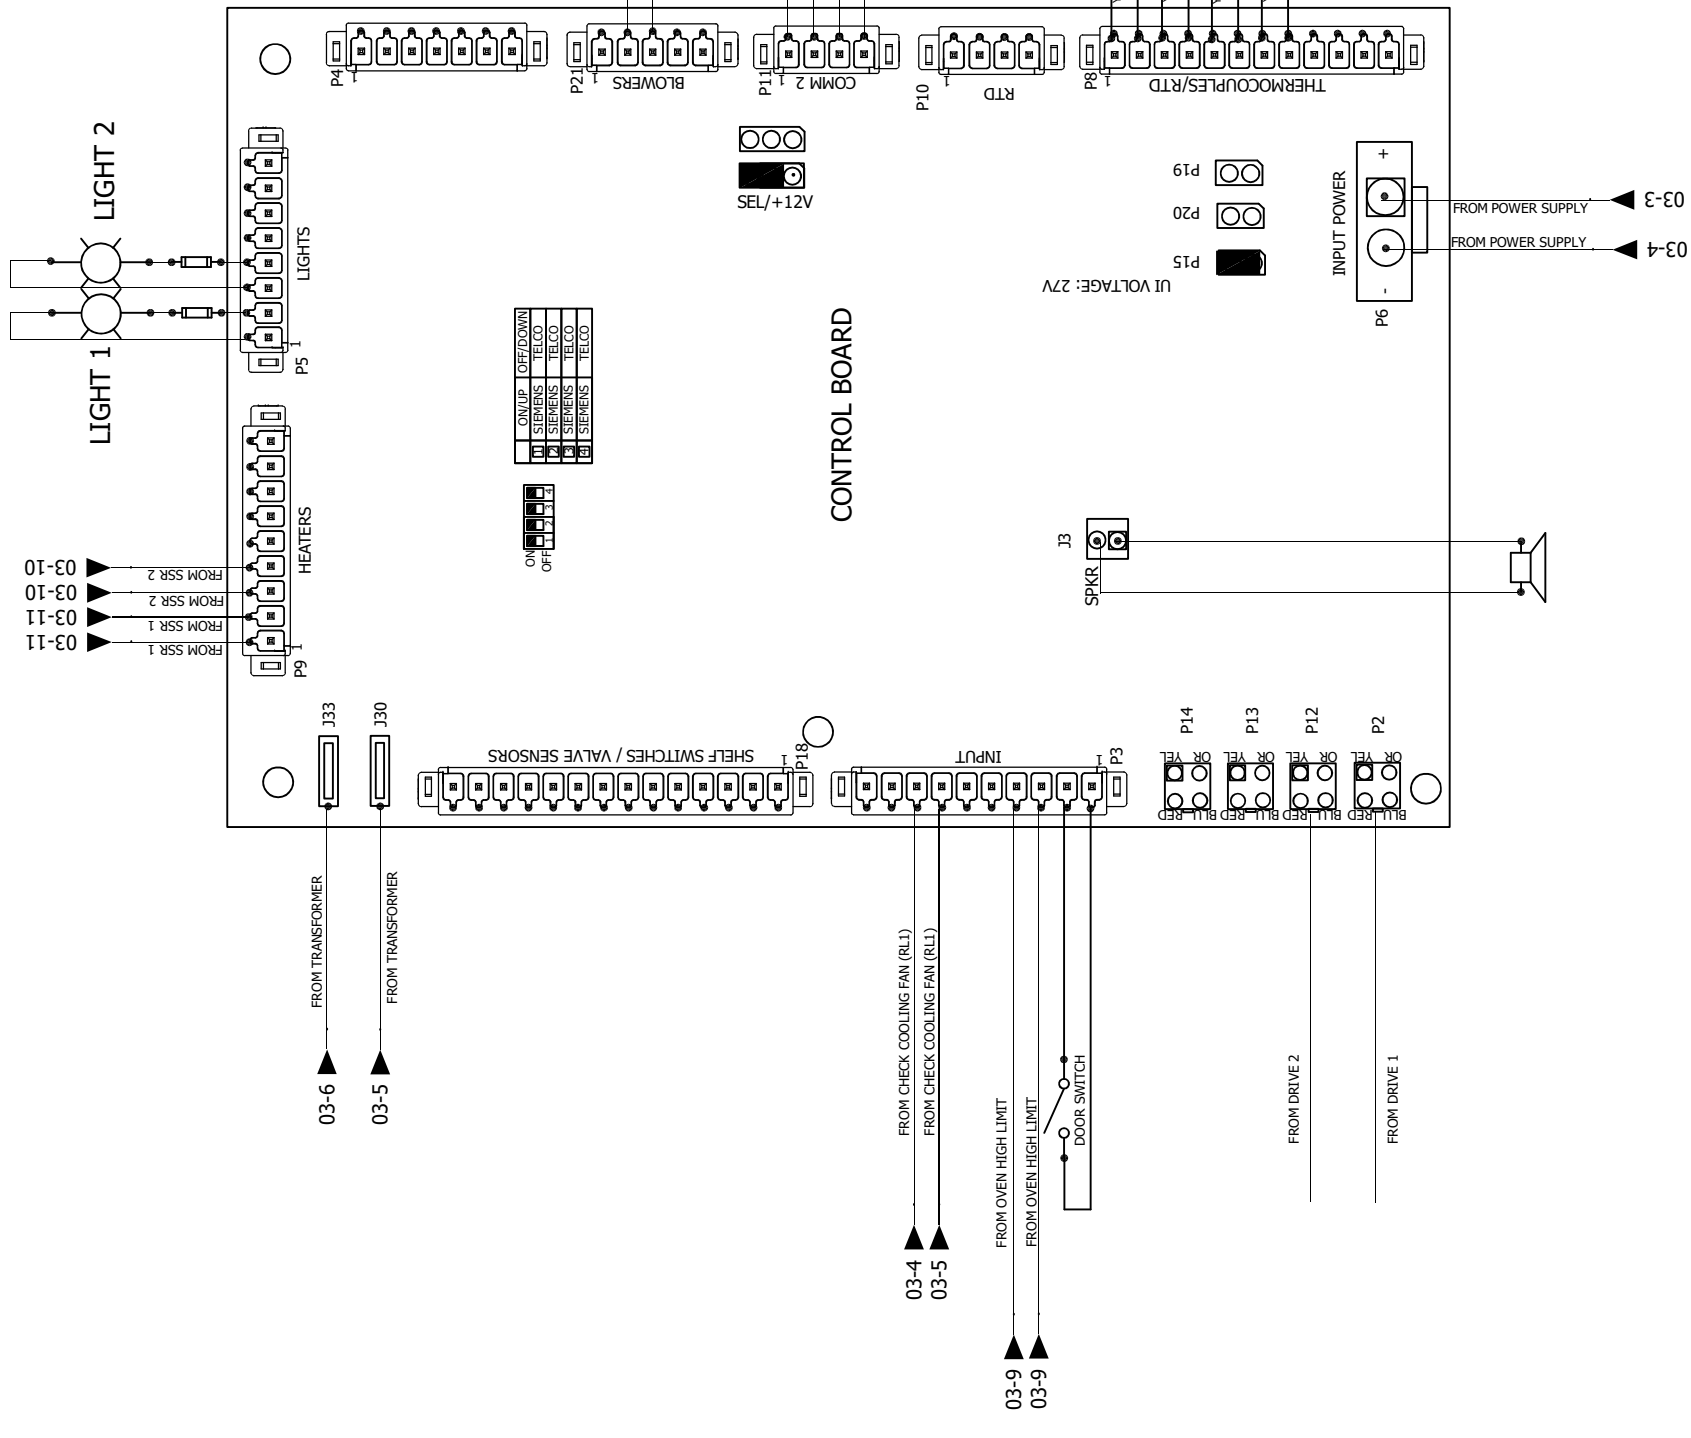 P4
1
P21
1
BLOWERS
P11
1
COMM 2
P10
1
RTD
P8
1
THERMOCOUPLES/RTD
LIGHT 2
LIGHT 1
LIGHTS
P5
1
SEL/+12V
P19
P20
P15
UI VOLTAGE: 27V
INPUT POWER
+
-
P6
FROM POWER SUPPLY
03-3
FROM POWER SUPPLY
03-4
ON/UP OFF/DOWN
1 SIEMENS TELCO
2 SIEMENS TELCO
3 SIEMENS TELCO
4 SIEMENS TELCO
ON
OFF
1 2 3 4
CONTROL BOARD
HEATERS
P9
1
03-10
FROM SSR 2
03-10
FROM SSR 2
03-11
FROM SSR 1
03-11
FROM SSR 1
J3
SPKR
J33
J30
SHELF SWITCHES / VALVE SENSORS
1
P18
INPUT
1
P3
P14
YEL OR
RED BLU
P13
YEL OR
RED BLU
P12
YEL OR
RED BLU
P2
YEL OR
RED BLU
FROM TRANSFORMER
03-6
FROM TRANSFORMER
03-5
FROM CHECK COOLING FAN (RL1)
03-4
FROM CHECK COOLING FAN (RL1)
03-5
FROM OVEN HIGH LIMIT
03-9
FROM OVEN HIGH LIMIT
03-9
DOOR SWITCH
FROM DRIVE 2
FROM DRIVE 1